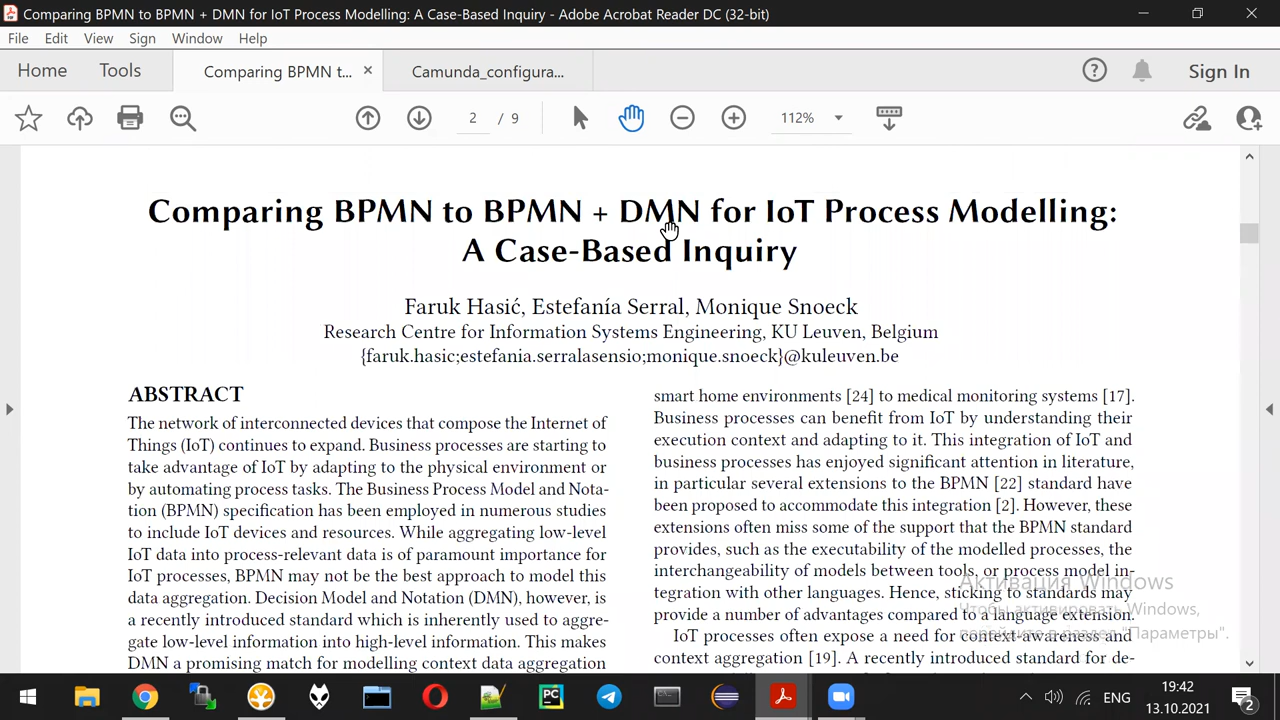 Comparing BPMN to BPMN + DMN for IoT Process Modelling: A Case-Based Inquiry - Adobe Acrobat Reader DC (32-bit)
File Edit View Sign Window Help
Home Tools Comparing BPMN t... × Camunda_configura... Sign In
2 / 9 112%
Comparing BPMN to BPMN + DMN for IoT Process Modelling:
A Case-Based Inquiry
Faruk Hasić, Estefanía Serral, Monique Snoeck
Research Centre for Information Systems Engineering, KU Leuven, Belgium
{faruk.hasic;estefania.serralasensio;monique.snoeck}@kuleuven.be
ABSTRACT
The network of interconnected devices that compose the Internet of
Things (IoT) continues to expand. Business processes are starting to
take advantage of IoT by adapting to the physical environment or
by automating process tasks. The Business Process Model and Nota-
tion (BPMN) specification has been employed in numerous studies
to include IoT devices and resources. While aggregating low-level
IoT data into process-relevant data is of paramount importance for
IoT processes, BPMN may not be the best approach to model this
data aggregation. Decision Model and Notation (DMN), however, is
a recently introduced standard which is inherently used to aggre-
gate low-level information into high-level information. This makes
DMN a promising match for modelling context data aggregation
smart home environments [24] to medical monitoring systems [17].
Business processes can benefit from IoT by understanding their
execution context and adapting to it. This integration of IoT and
business processes has enjoyed significant attention in literature,
in particular several extensions to the BPMN [22] standard have
been proposed to accommodate this integration [2]. However, these
extensions often miss some of the support that the BPMN standard
provides, such as the executability of the modelled processes, the
interchangeability of models between tools, or process model in-
tegration with other languages. Hence, sticking to standards may
provide a number of advantages compared to a language extension.
IoT processes often expose a need for context-awareness and
context aggregation [19]. A recently introduced standard for de-
Активация Windows
Чтобы активировать Windows,
перейдите в раздел "Параметры".
PC
ENG
19:42
13.10.2021
2